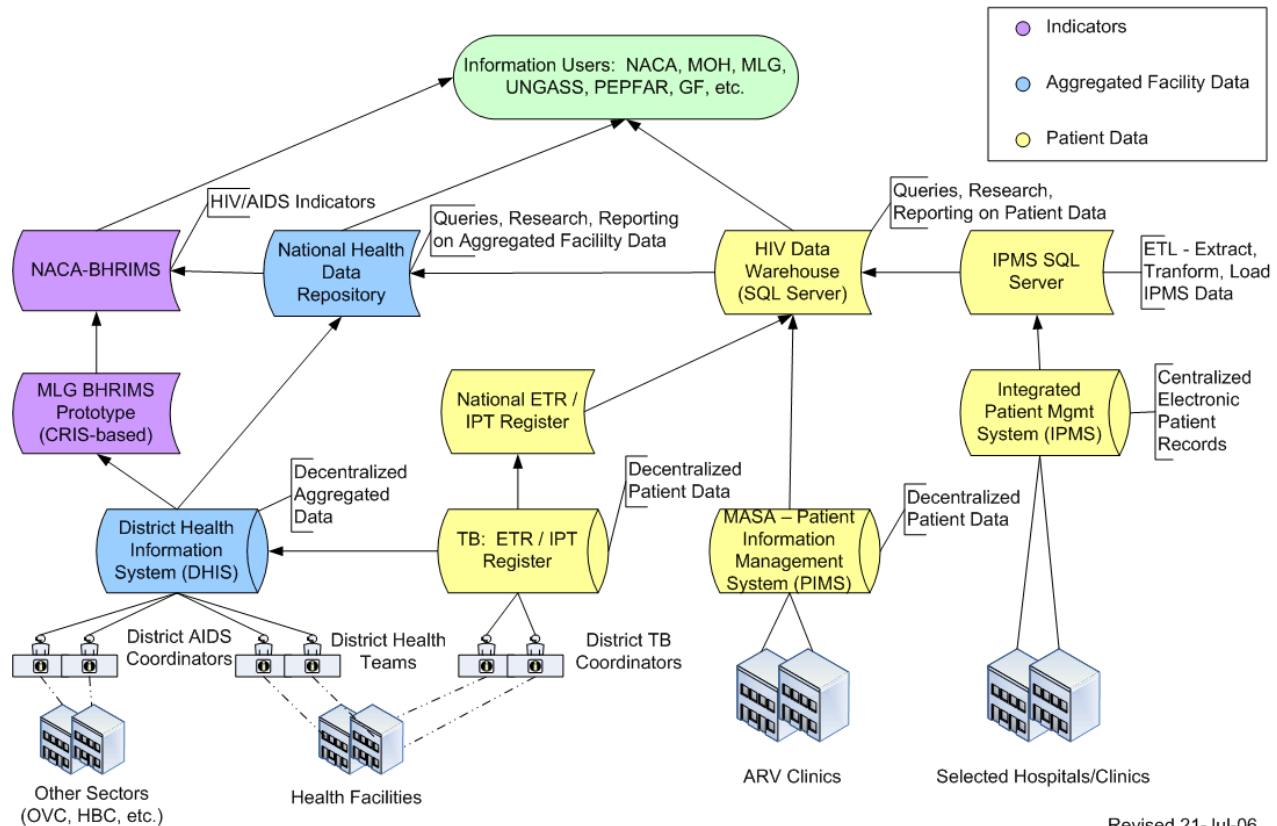 Indicators
Aggregated Facility Data
Patient Data
Information Users:  NACA, MOH, MLG,
UNGASS, PEPFAR, GF, etc.
HIV/AIDS Indicators
Queries, Research, Reporting
on Aggregated Facililty Data
Queries, Research,
Reporting on Patient Data
NACA-BHRIMS
National Health
Data
Repository
HIV Data
Warehouse
(SQL Server)
IPMS SQL
Server
ETL - Extract,
Tranform, Load
IPMS Data
MLG BHRIMS
Prototype
(CRIS-based)
National ETR /
IPT Register
Integrated
Patient Mgmt
System (IPMS)
Centralized
Electronic
Patient
Records
Decentralized
Aggregated
Data
Decentralized
Patient Data
Decentralized
Patient Data
District Health
Information
System (DHIS)
TB:  ETR / IPT
Register
MASA – Patient
Information
Management
System (PIMS)
District AIDS
Coordinators
District Health
Teams
District TB
Coordinators
Other Sectors
(OVC, HBC, etc.)
Health Facilities
ARV Clinics
Selected Hospitals/Clinics
Revised 21-Jul-06